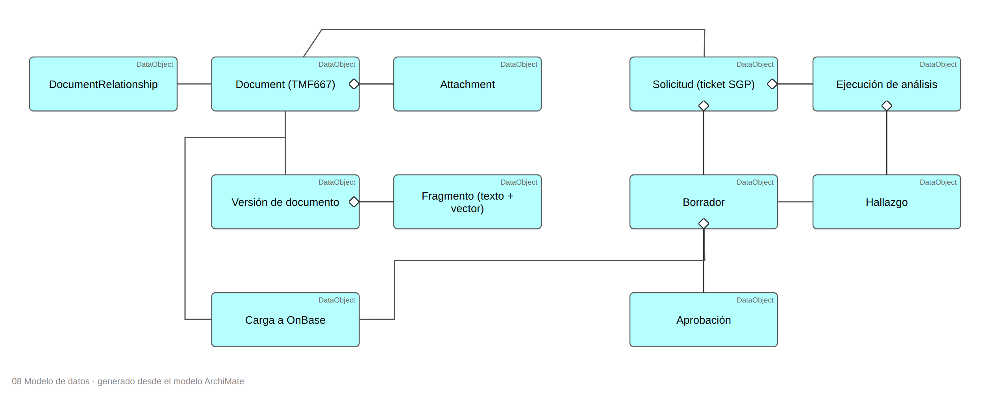 DataObject
DocumentRelationship
DataObject
Document (TMF667)
DataObject
Attachment
DataObject
Solicitud (ticket SGP)
DataObject
Ejecución de análisis
DataObject
Versión de documento
DataObject
Fragmento (texto +
vector)
DataObject
Borrador
DataObject
Hallazgo
DataObject
Carga a OnBase
DataObject
Aprobación
08 Modelo de datos · generado desde el modelo ArchiMate